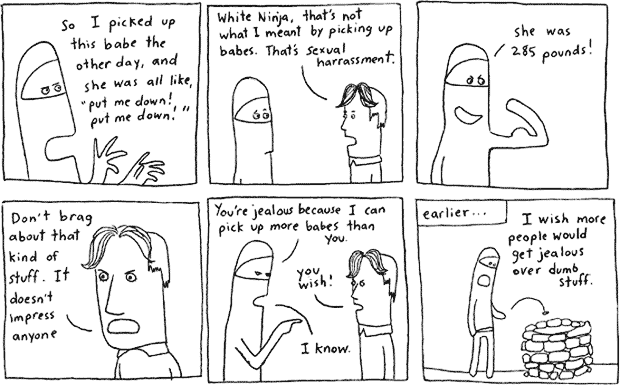 So I picked up
this babe the
other day, and
she was all like,
"put me down!,
put me down!"
White Ninja, that's not
what I meant by picking up
babes. That's sexual
harrassment.
she was
285 pounds!
Don't brag
about that
kind of
stuff. It
doesn't
impress
anyone
You're jealous because I can
pick up more babes than
you.
you
wish!
I know.
earlier...
I wish more
people would
get jealous
over dumb
stuff.